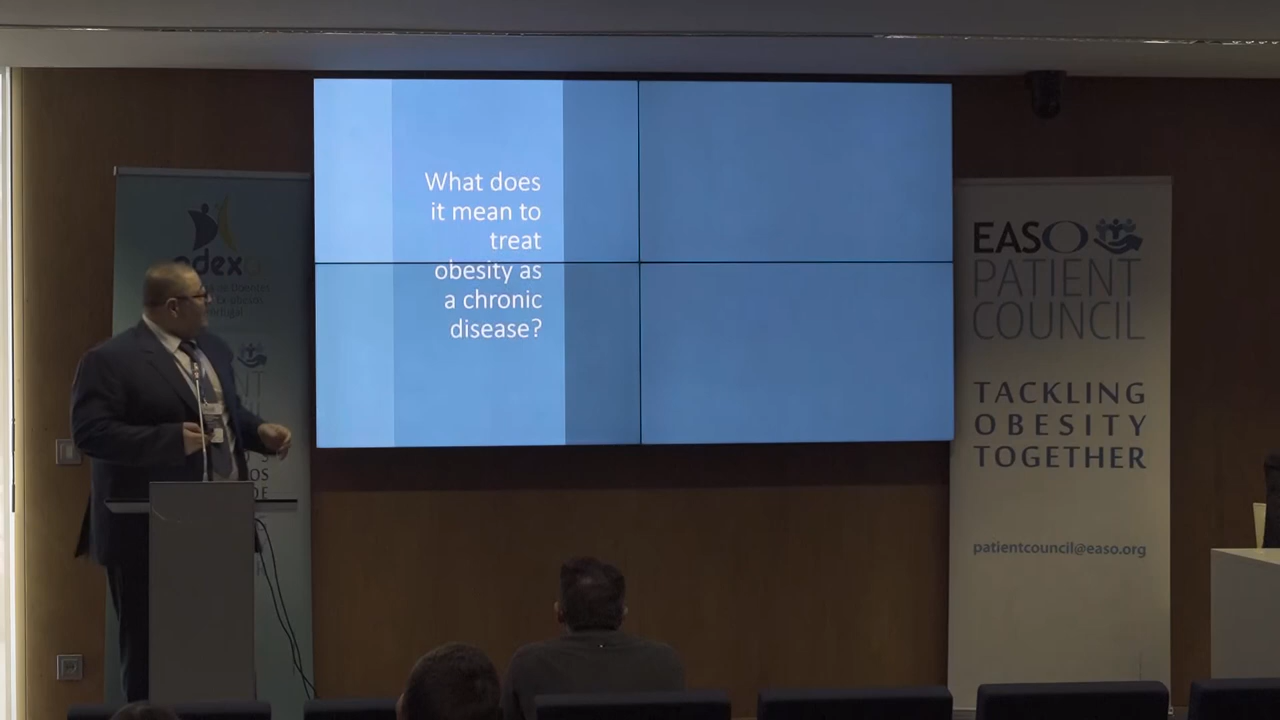 What does
it mean to
treat
obesity as
a chronic
disease?
EASO
PATIENT
COUNCIL
TACKLING
OBESITY
TOGETHER
patientcouncil@easo.org